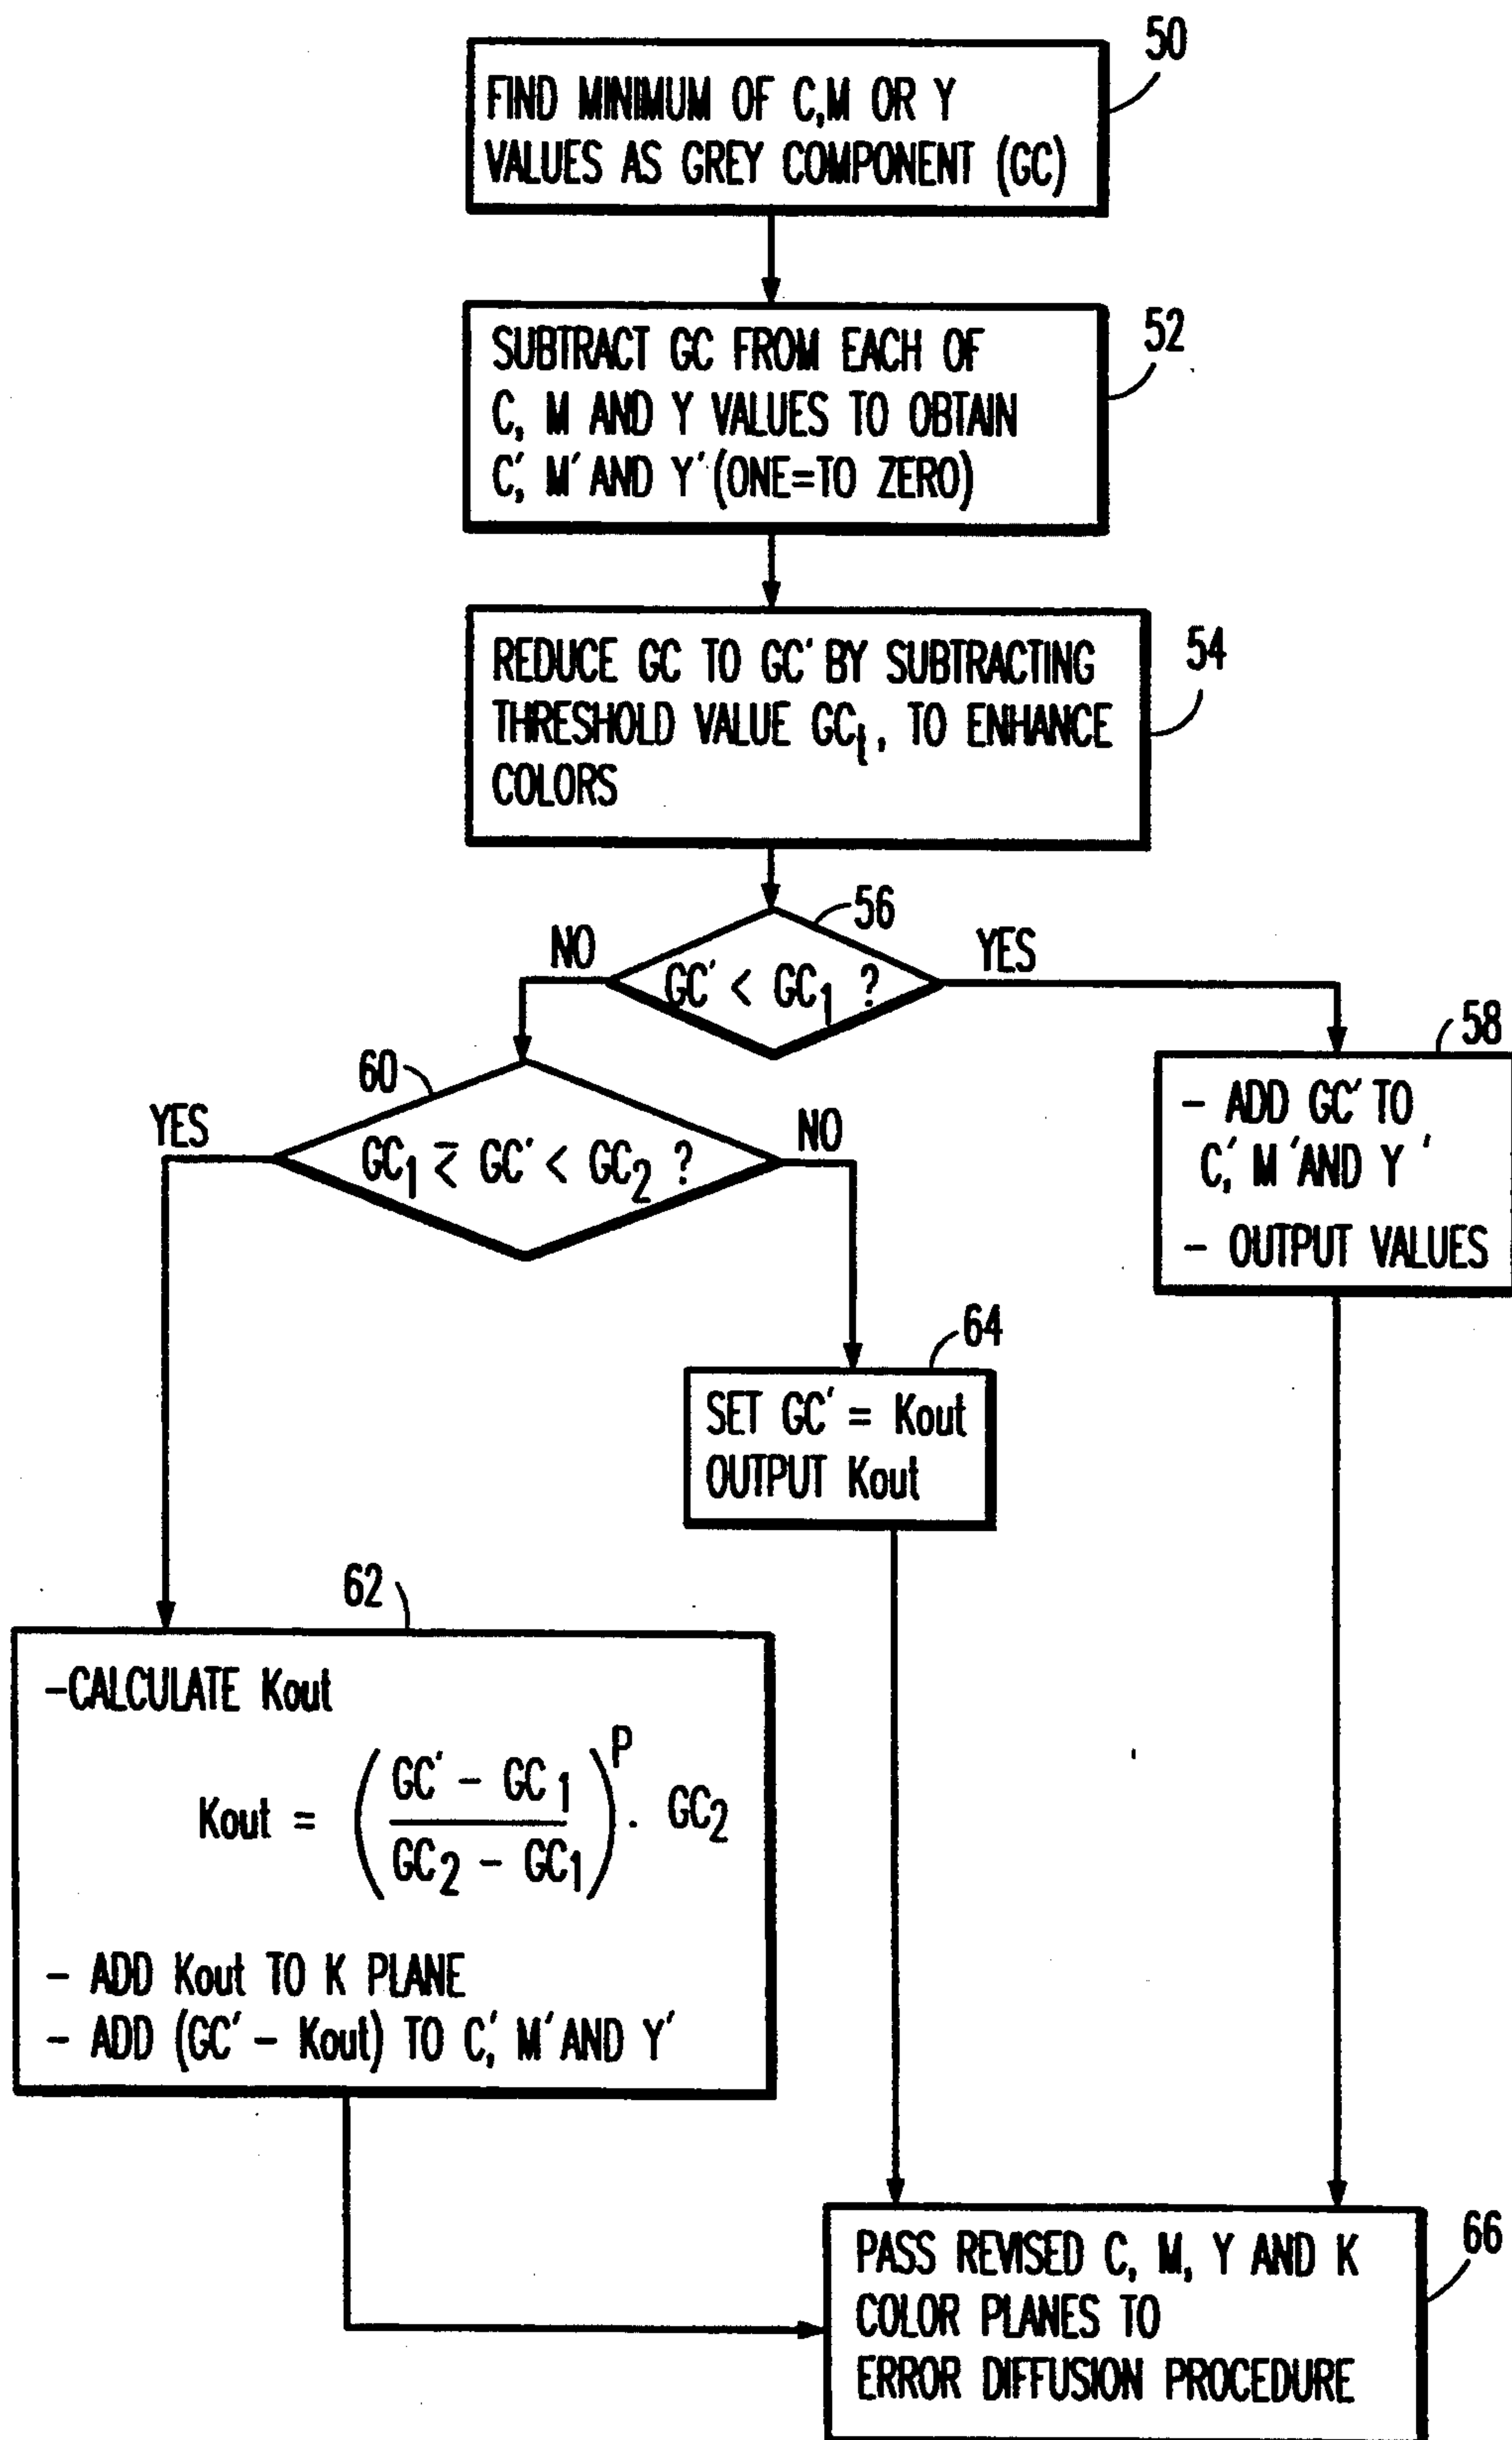 50
FIND MINIMUM OF C,M OR Y
VALUES AS GREY COMPONENT (GC)
52
SUBTRACT GC FROM EACH OF
C, M AND Y VALUES TO OBTAIN
C', M' AND Y' (ONE=TO ZERO)
54
REDUCE GC TO GC' BY SUBTRACTING
THRESHOLD VALUE GCt, TO ENHANCE
COLORS
56
NO
GC' < GC1 ?
YES
58
- ADD GC' TO
C', M' AND Y'
- OUTPUT VALUES
60
YES
GC1 ⋜ GC' < GC2 ?
NO
64
SET GC' = Kout
OUTPUT Kout
62
-CALCULATE Kout
Kout = ( GC' - GC1 / GC2 - GC1 )^P · GC2
- ADD Kout TO K PLANE
- ADD (GC' - Kout) TO C', M' AND Y'
66
PASS REVISED C, M, Y AND K
COLOR PLANES TO
ERROR DIFFUSION PROCEDURE